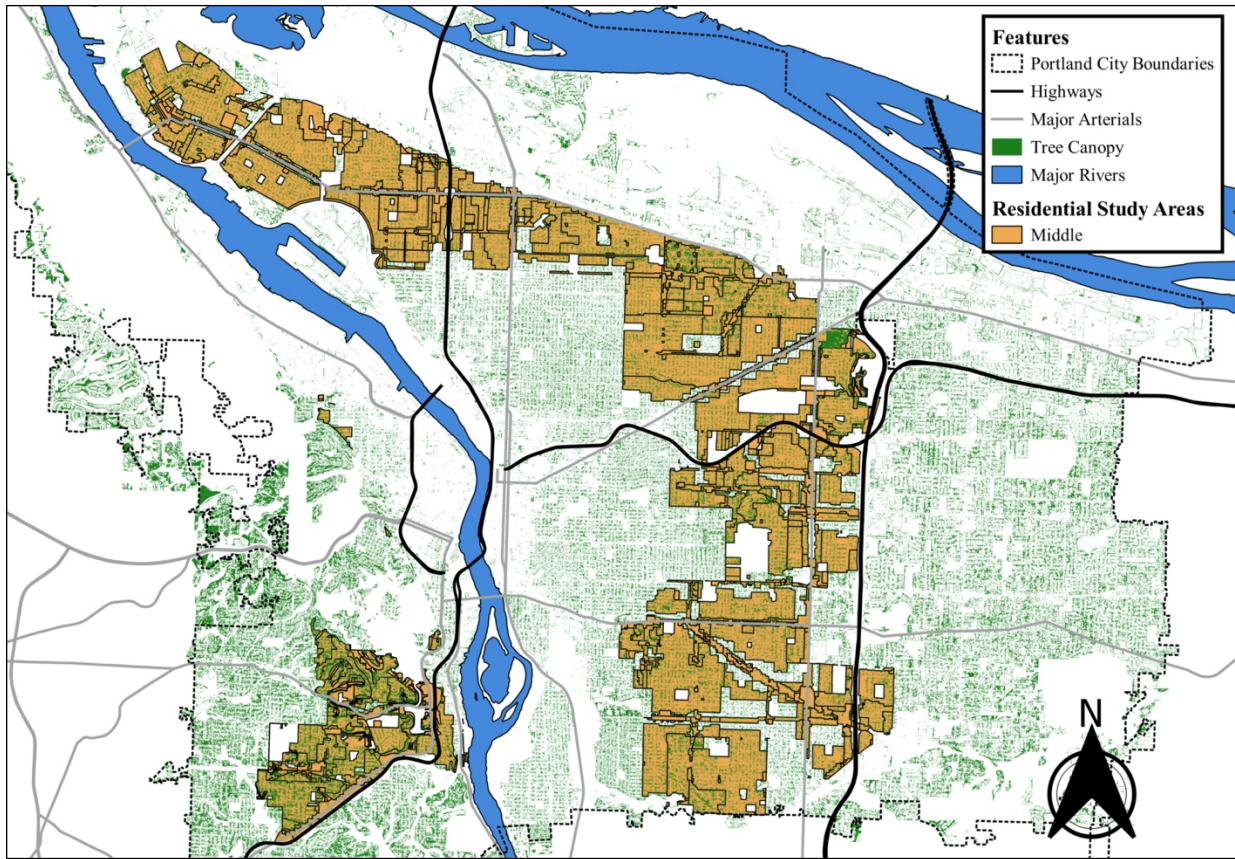 Features
Portland City Boundaries
Highways
Major Arterials
Tree Canopy
Major Rivers
Residential Study Areas
Middle
N